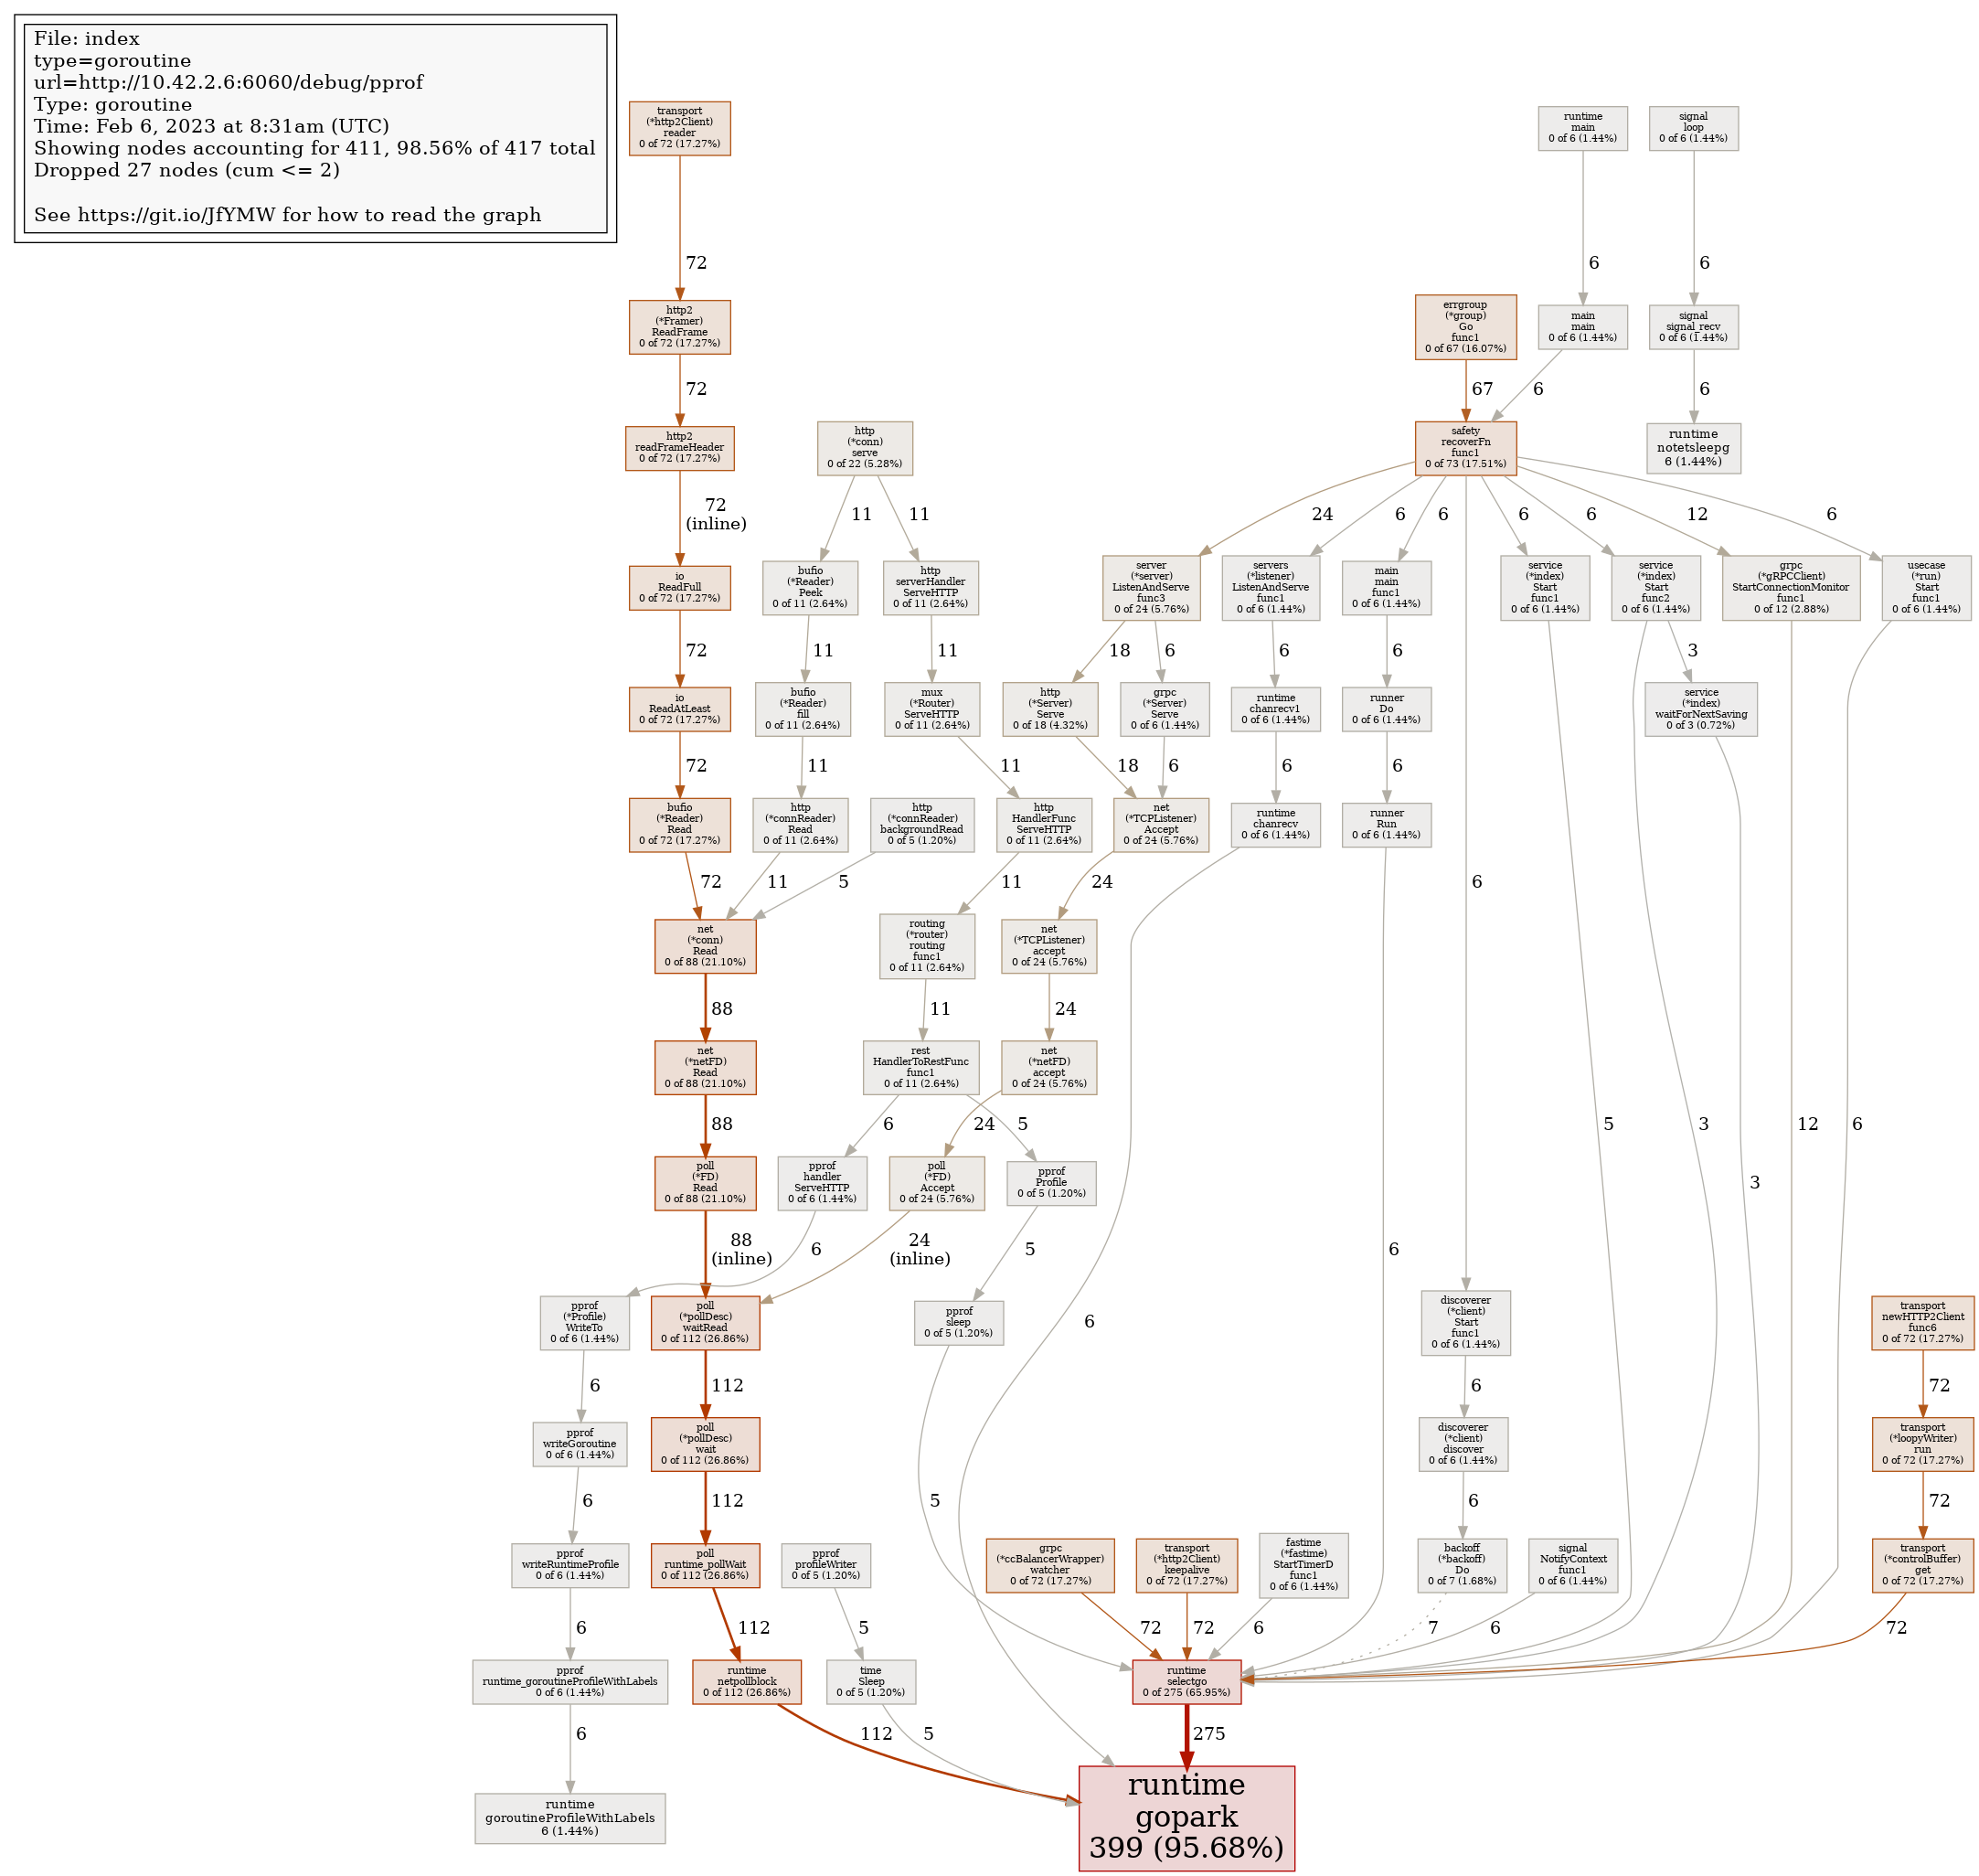 File: index
type=goroutine
url=http://10.42.2.6:6060/debug/pprof
Type: goroutine
Time: Feb 6, 2023 at 8:31am (UTC)
Showing nodes accounting for 411, 98.56% of 417 total
Dropped 27 nodes (cum <= 2)
See https://git.io/JfYMW for how to read the graph
transport
(*http2Client)
reader
0 of 72 (17.27%)
runtime
main
0 of 6 (1.44%)
signal
loop
0 of 6 (1.44%)
72
6
6
http2
(*Framer)
ReadFrame
0 of 72 (17.27%)
errgroup
(*group)
Go
func1
0 of 67 (16.07%)
main
main
0 of 6 (1.44%)
signal
signal_recv
0 of 6 (1.44%)
72
67
6
6
http2
readFrameHeader
0 of 72 (17.27%)
http
(*conn)
serve
0 of 22 (5.28%)
safety
recoverFn
func1
0 of 73 (17.51%)
runtime
notetsleepg
6 (1.44%)
72
(inline)
11
11
24
6
6
6
6
6
12
6
io
ReadFull
0 of 72 (17.27%)
bufio
(*Reader)
Peek
0 of 11 (2.64%)
http
serverHandler
ServeHTTP
0 of 11 (2.64%)
server
(*server)
ListenAndServe
func3
0 of 24 (5.76%)
servers
(*listener)
ListenAndServe
func1
0 of 6 (1.44%)
main
main
func1
0 of 6 (1.44%)
service
(*index)
Start
func1
0 of 6 (1.44%)
service
(*index)
Start
func2
0 of 6 (1.44%)
grpc
(*gRPCClient)
StartConnectionMonitor
func1
0 of 12 (2.88%)
usecase
(*run)
Start
func1
0 of 6 (1.44%)
72
11
11
18
6
6
6
3
io
ReadAtLeast
0 of 72 (17.27%)
bufio
(*Reader)
fill
0 of 11 (2.64%)
mux
(*Router)
ServeHTTP
0 of 11 (2.64%)
http
(*Server)
Serve
0 of 18 (4.32%)
grpc
(*Server)
Serve
0 of 6 (1.44%)
runtime
chanrecv1
0 of 6 (1.44%)
runner
Do
0 of 6 (1.44%)
service
(*index)
waitForNextSaving
0 of 3 (0.72%)
72
11
11
18
6
6
6
bufio
(*Reader)
Read
0 of 72 (17.27%)
http
(*connReader)
Read
0 of 11 (2.64%)
http
(*connReader)
backgroundRead
0 of 5 (1.20%)
http
HandlerFunc
ServeHTTP
0 of 11 (2.64%)
net
(*TCPListener)
Accept
0 of 24 (5.76%)
runtime
chanrecv
0 of 6 (1.44%)
runner
Run
0 of 6 (1.44%)
72
11
5
11
24
6
net
(*conn)
Read
0 of 88 (21.10%)
routing
(*router)
routing
func1
0 of 11 (2.64%)
net
(*TCPListener)
accept
0 of 24 (5.76%)
88
11
24
net
(*netFD)
Read
0 of 88 (21.10%)
rest
HandlerToRestFunc
func1
0 of 11 (2.64%)
net
(*netFD)
accept
0 of 24 (5.76%)
88
6
24
5
5
3
12
6
poll
(*FD)
Read
0 of 88 (21.10%)
pprof
handler
ServeHTTP
0 of 6 (1.44%)
poll
(*FD)
Accept
0 of 24 (5.76%)
pprof
Profile
0 of 5 (1.20%)
3
88
(inline)
6
24
(inline)
5
6
pprof
(*Profile)
WriteTo
0 of 6 (1.44%)
poll
(*pollDesc)
waitRead
0 of 112 (26.86%)
pprof
sleep
0 of 5 (1.20%)
6
discoverer
(*client)
Start
func1
0 of 6 (1.44%)
transport
newHTTP2Client
func6
0 of 72 (17.27%)
6
112
6
72
pprof
writeGoroutine
0 of 6 (1.44%)
poll
(*pollDesc)
wait
0 of 112 (26.86%)
discoverer
(*client)
discover
0 of 6 (1.44%)
transport
(*loopyWriter)
run
0 of 72 (17.27%)
6
112
5
6
72
pprof
writeRuntimeProfile
0 of 6 (1.44%)
poll
runtime_pollWait
0 of 112 (26.86%)
pprof
profileWriter
0 of 5 (1.20%)
grpc
(*ccBalancerWrapper)
watcher
0 of 72 (17.27%)
transport
(*http2Client)
keepalive
0 of 72 (17.27%)
fastime
(*fastime)
StartTimerD
func1
0 of 6 (1.44%)
backoff
(*backoff)
Do
0 of 7 (1.68%)
signal
NotifyContext
func1
0 of 6 (1.44%)
transport
(*controlBuffer)
get
0 of 72 (17.27%)
6
112
5
72
72
6
7
6
72
pprof
runtime_goroutineProfileWithLabels
0 of 6 (1.44%)
runtime
netpollblock
0 of 112 (26.86%)
time
Sleep
0 of 5 (1.20%)
runtime
selectgo
0 of 275 (65.95%)
6
112
5
275
runtime
goroutineProfileWithLabels
6 (1.44%)
runtime
gopark
399 (95.68%)